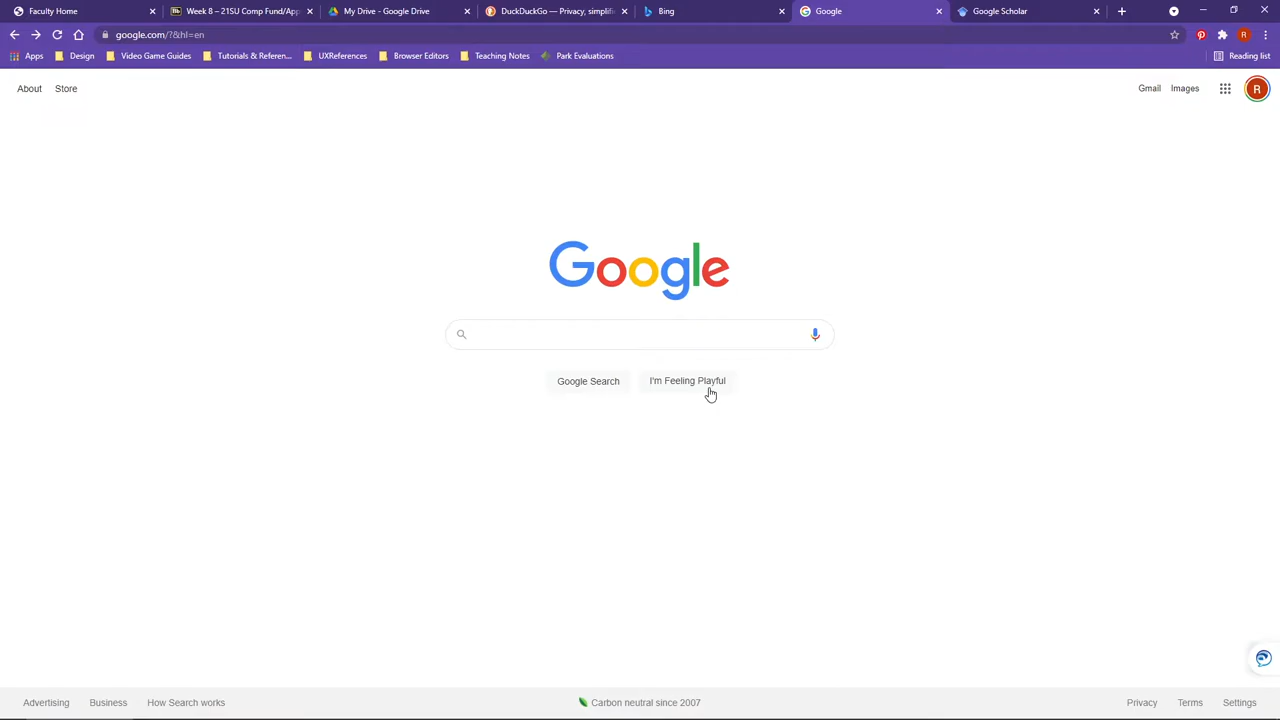 Faculty Home
Week 8 – 21SU Comp Fund/App
My Drive - Google Drive
DuckDuckGo — Privacy, simplifi
Bing
Google
Google Scholar
google.com/?&hl=en
R
Apps
Design
Video Game Guides
Tutorials & Referen...
UXReferences
Browser Editors
Teaching Notes
Park Evaluations
Reading list
About
Store
Gmail
Images
R
Google
Google Search
I'm Feeling Playful
Advertising
Business
How Search works
Carbon neutral since 2007
Privacy
Terms
Settings